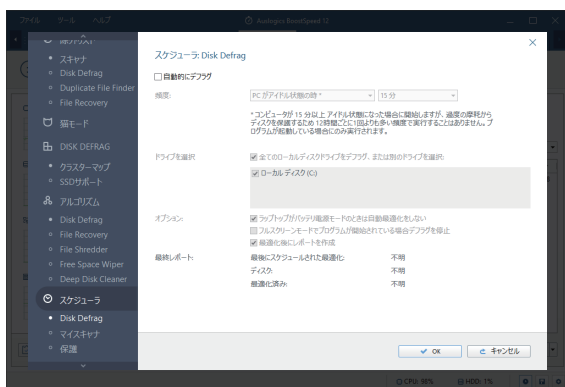 ファイル ツール ヘルプ
Auslogics BoostSpeed 12
除外リスト
スキャナ
Disk Defrag
Duplicate File Finder
File Recovery
猫モード
DISK DEFRAG
クラスターマップ
SSDサポート
アルゴリズム
Disk Defrag
File Recovery
File Shredder
Free Space Wiper
Deep Disk Cleaner
スケジューラ
Disk Defrag
マイスキャナ
保護
スケジューラ: Disk Defrag
自動的にデフラグ
頻度: PC がアイドル状態の時 * 15 分
* コンピュータが 15 分以上 アイドル状態になった場合に開始しますが、過度の摩耗から
ディスクを保護するため 12時間ごとに1回よりも多い頻度で実行することはありません。プ
ログラムが起動している場合にのみ実行されます。
ドライブを選択: 全てのローカルディスクドライブをデフラグ、または別のドライブを選択:
ローカル ディスク (C:)
オプション: ラップトップがバッテリ電源モードのときは自動最適化をしない
フルスクリーンモードでプログラムが開始されている場合デフラグを停止
最適化後にレポートを作成
最終レポート: 最後にスケジュールされた最適化: 不明
ディスク: 不明
最適化済み: 不明
OK キャンセル
CPU: 98% HDD: 1%